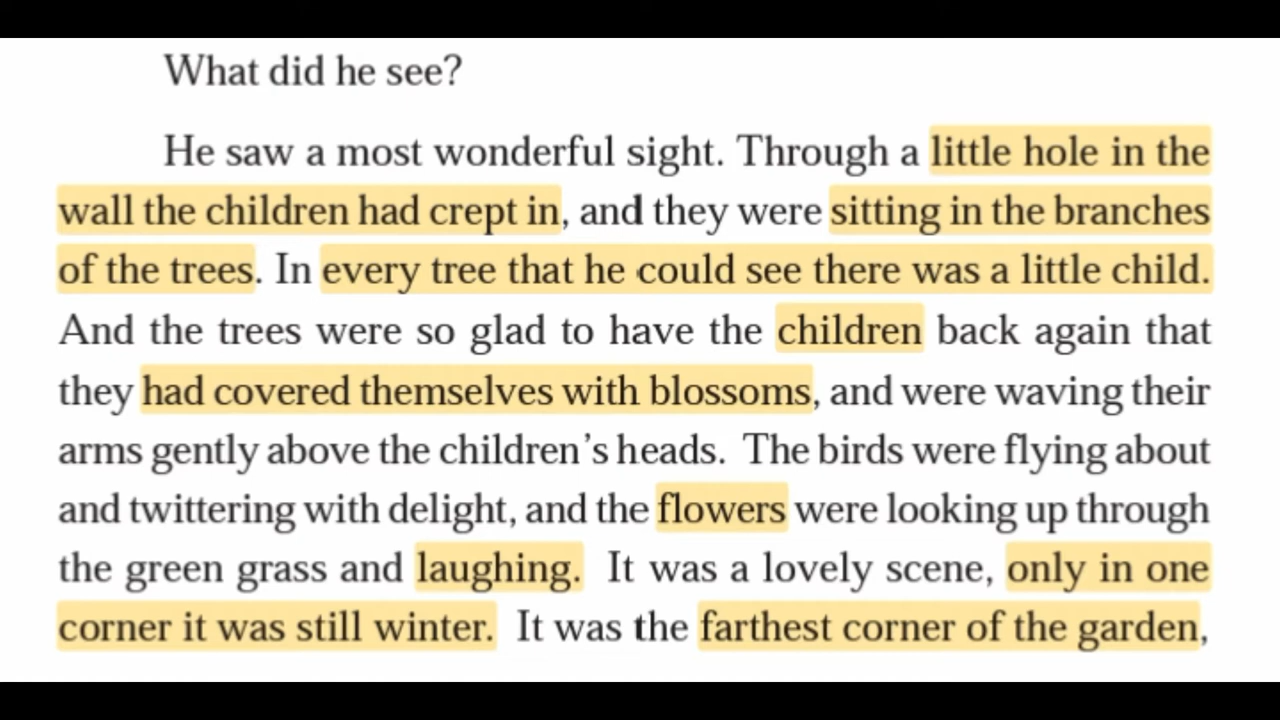 What did he see?
He saw a most wonderful sight. Through a little hole in the
wall the children had crept in, and they were sitting in the branches
of the trees. In every tree that he could see there was a little child.
And the trees were so glad to have the children back again that
they had covered themselves with blossoms, and were waving their
arms gently above the children’s heads. The birds were flying about
and twittering with delight, and the flowers were looking up through
the green grass and laughing. It was a lovely scene, only in one
corner it was still winter. It was the farthest corner of the garden,